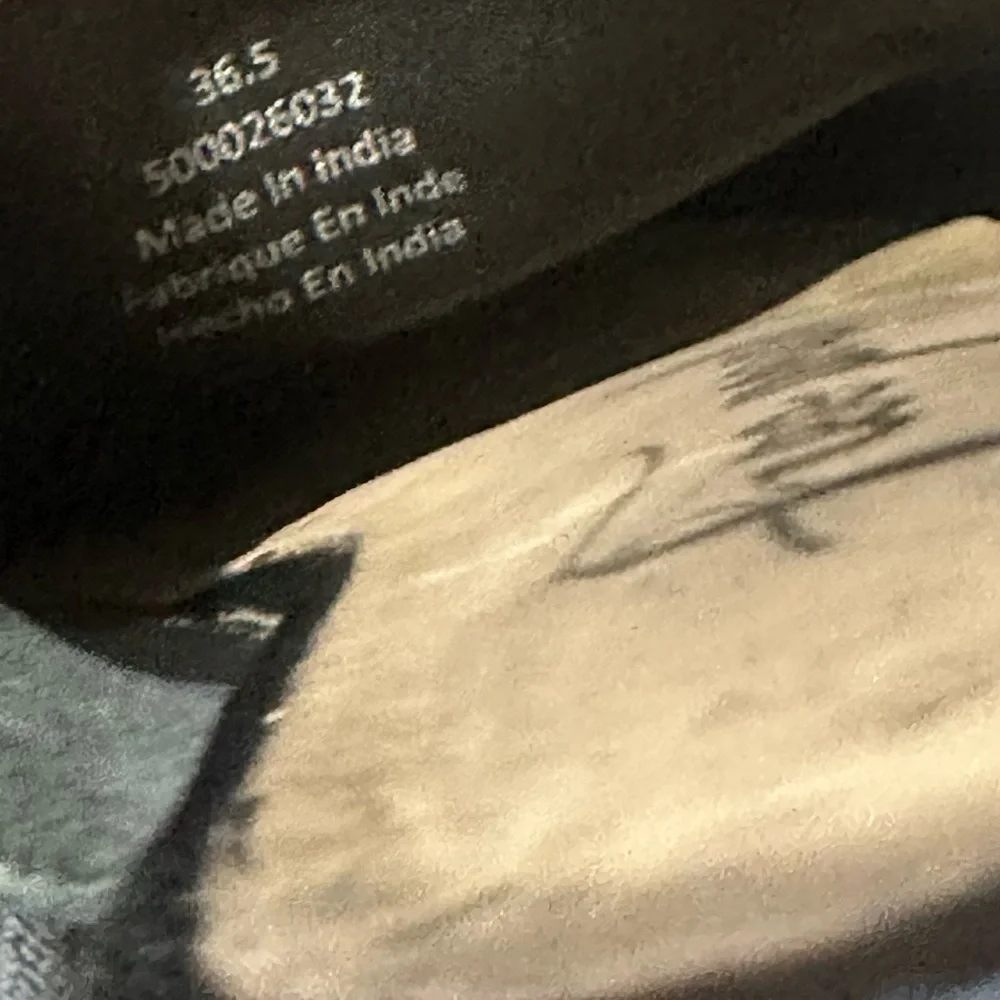 36.5
500026032
Made In India
Fabrique En Inde
Hecho En India